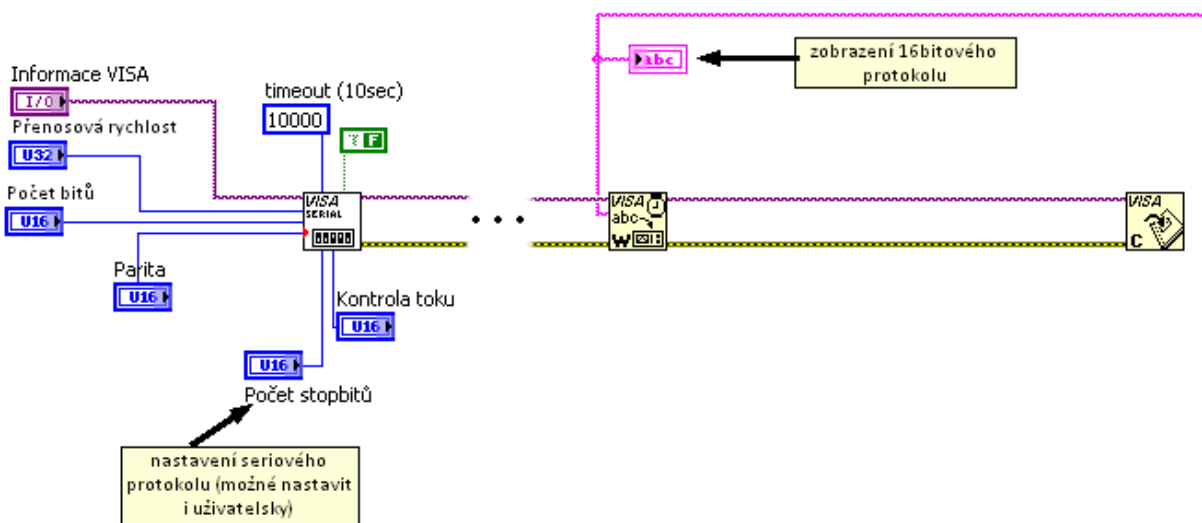 zobrazení 16bitového
protokolu
abc
Informace VISA
I/O
timeout (10sec)
10000
F
Přenosová rychlost
U32
Počet bitů
U16
VISA
SERIAL
VISA
abc
W
VISA
C
Parita
U16
Kontrola toku
U16
U16
Počet stopbitů
nastavení seriového
protokolu (možné nastavit
i uživatelsky)